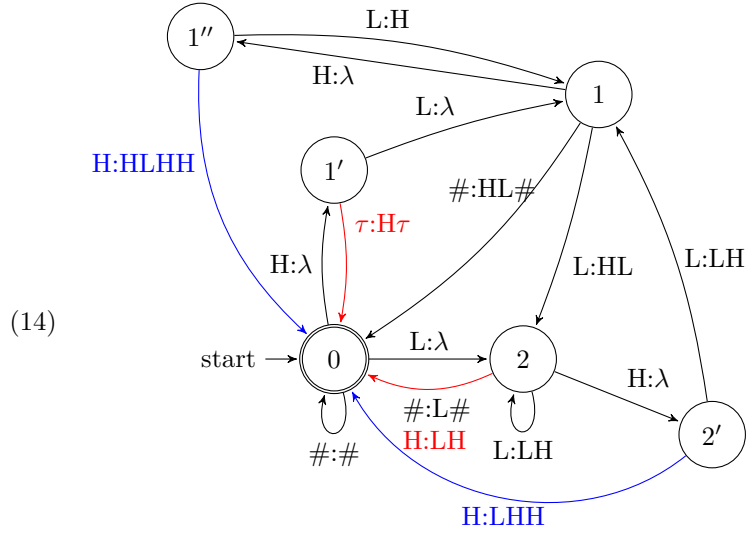 1′′
L:H
1
H:λ
L:λ
H:HLHH
1′
#:HL#
τ:Hτ
L:LH
H:λ
L:HL
(14)
start
0
L:λ
2
H:λ
#:L#
2′
#:#
H:LH
L:LH
H:LHH